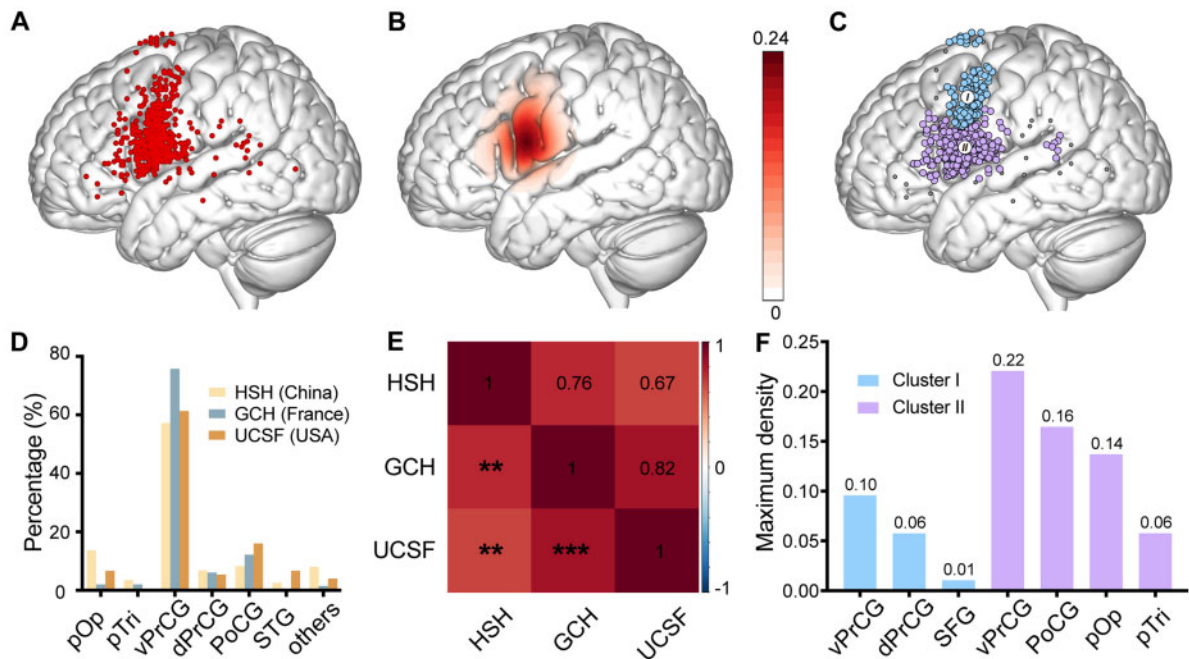 A
B
C
0.24
0
I
II
D
Percentage (%)
80
60
40
20
0
HSH (China)
GCH (France)
UCSF (USA)
pOp
pTri
vPrCG
dPrCG
PoCG
STG
others
E
HSH
GCH
UCSF
1 0.76 0.67
** 1 0.82
** *** 1
HSH
GCH
UCSF
1
0
-1
F
Maximum density
0.25
0.20
0.15
0.10
0.05
0.00
Cluster I
Cluster II
0.10
0.06
0.01
0.22
0.16
0.14
0.06
vPrCG
dPrCG
SFG
vPrCG
PoCG
pOp
pTri